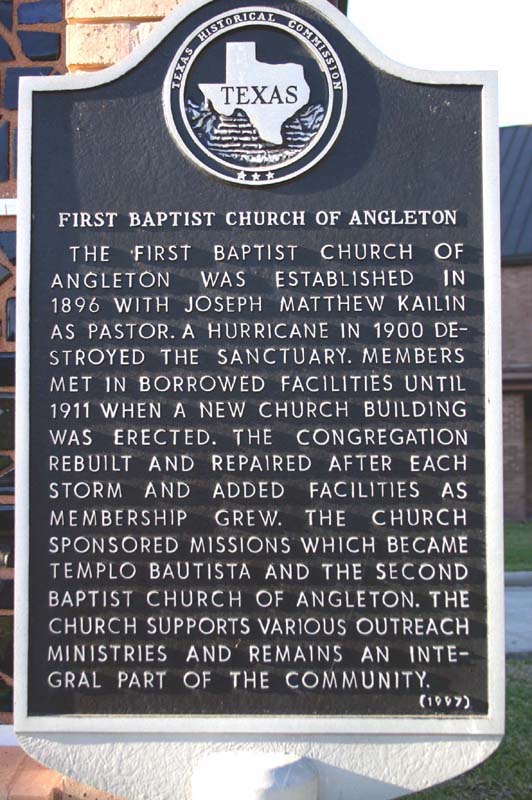 TEXAS HISTORICAL COMMISSION
TEXAS
FIRST BAPTIST CHURCH OF ANGLETON
THE FIRST BAPTIST CHURCH OF
ANGLETON WAS ESTABLISHED IN
1896 WITH JOSEPH MATTHEW KAILIN
AS PASTOR. A HURRICANE IN 1900 DE-
STROYED THE SANCTUARY. MEMBERS
MET IN BORROWED FACILITIES UNTIL
1911 WHEN A NEW CHURCH BUILDING
WAS ERECTED. THE CONGREGATION
REBUILT AND REPAIRED AFTER EACH
STORM AND ADDED FACILITIES AS
MEMBERSHIP GREW. THE CHURCH
SPONSORED MISSIONS WHICH BECAME
TEMPLO BAUTISTA AND THE SECOND
BAPTIST CHURCH OF ANGLETON. THE
CHURCH SUPPORTS VARIOUS OUTREACH
MINISTRIES AND REMAINS AN INTE-
GRAL PART OF THE COMMUNITY.
(1997)